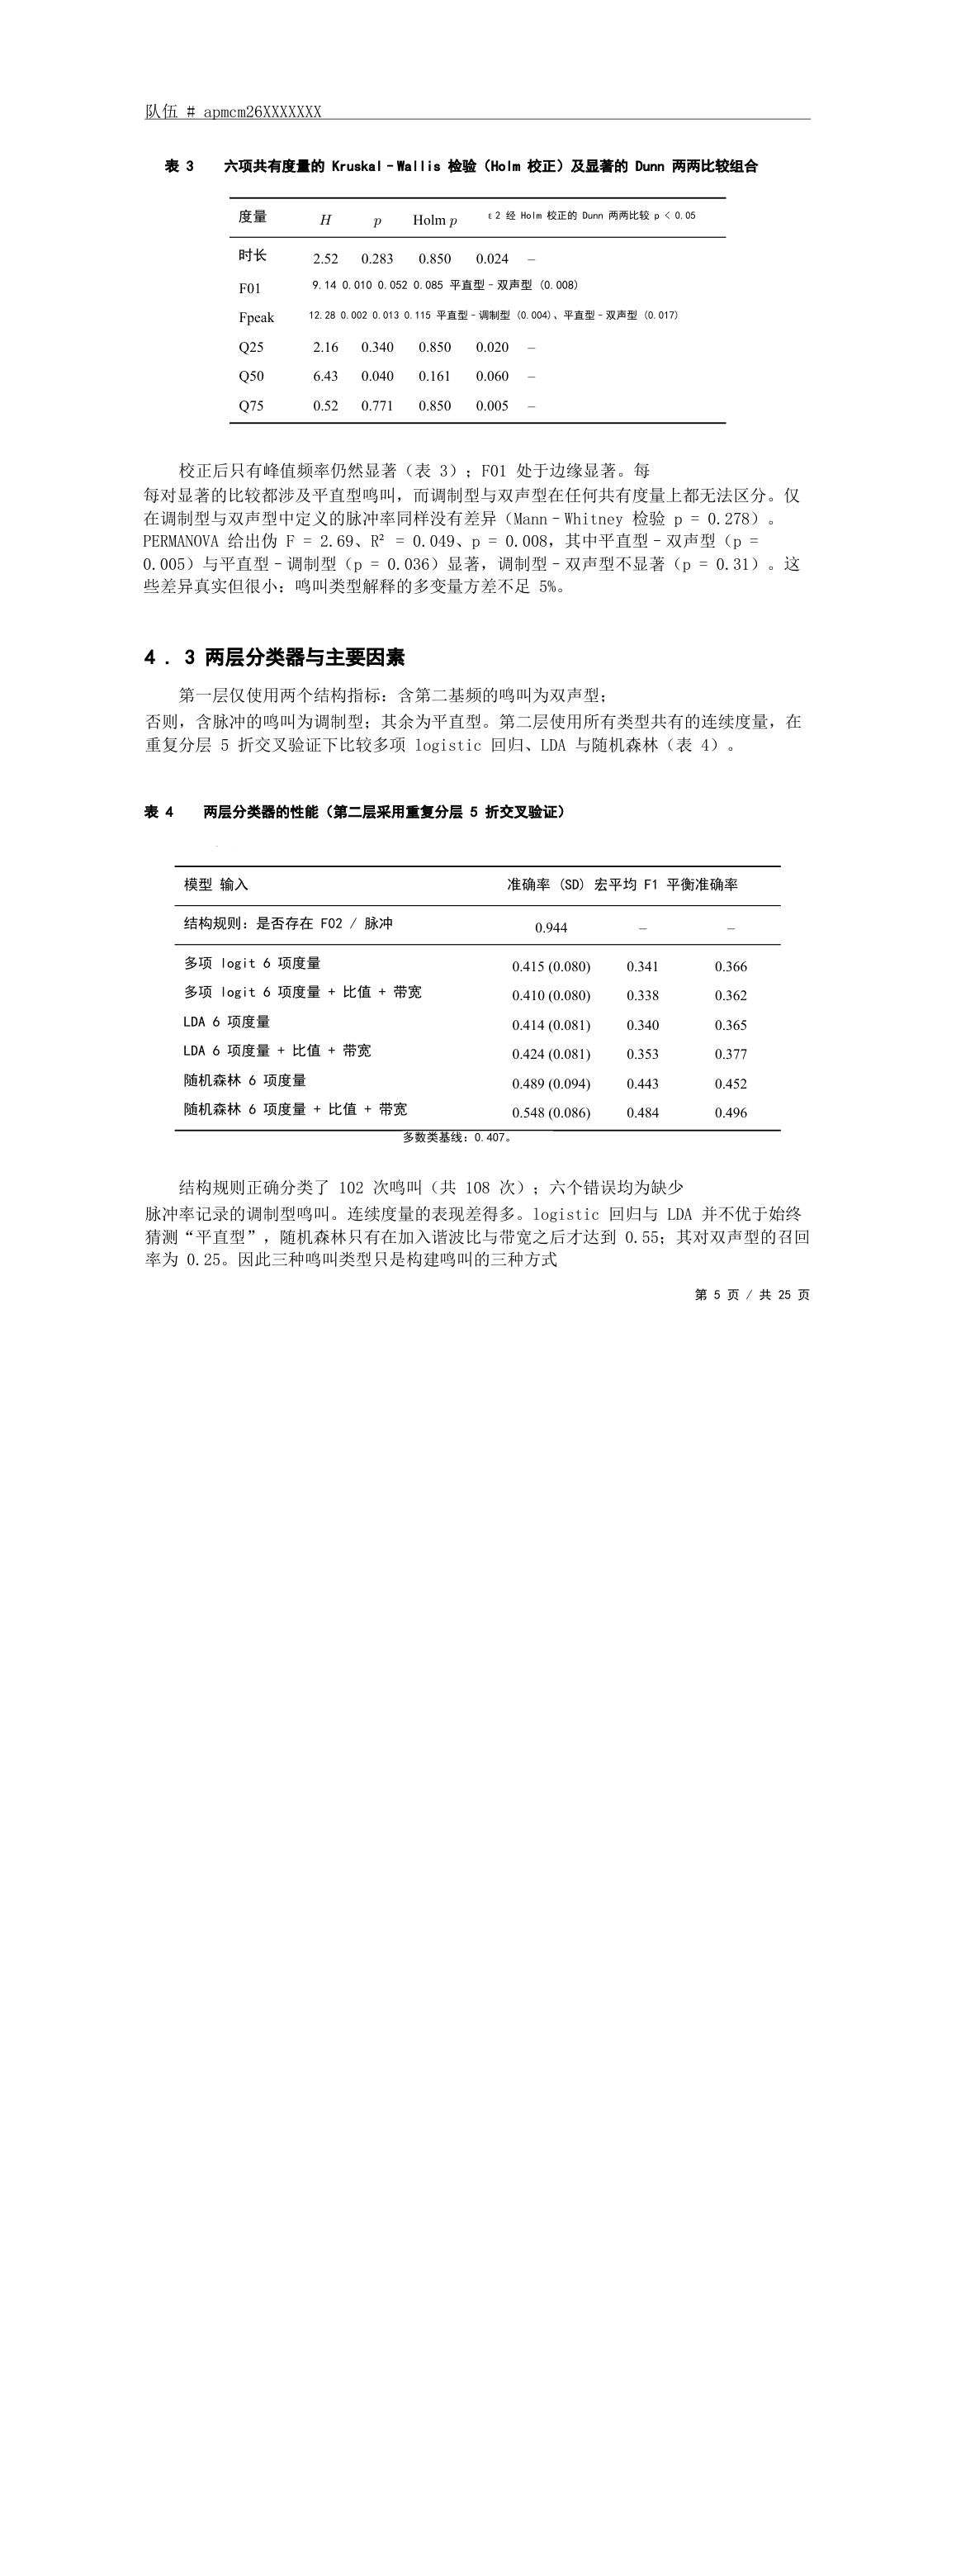 队伍 # apmcm26XXXXXXX
表 3 六项共有度量的 Kruskal–Wallis 检验（Holm 校正）及显著的 Dunn 两两比较组合
度量 H p Holm p ε2 经 Holm 校正的 Dunn 两两比较 p < 0.05
时长 2.52 0.283 0.850 0.024 –
F01 9.14 0.010 0.052 0.085 平直型–双声型 (0.008)
Fpeak 12.28 0.002 0.013 0.115 平直型–调制型 (0.004)、平直型–双声型 (0.017)
Q25 2.16 0.340 0.850 0.020 –
Q50 6.43 0.040 0.161 0.060 –
Q75 0.52 0.771 0.850 0.005 –
校正后只有峰值频率仍然显著（表 3）；F01 处于边缘显著。每
每对显著的比较都涉及平直型鸣叫，而调制型与双声型在任何共有度量上都无法区分。仅
在调制型与双声型中定义的脉冲率同样没有差异（Mann–Whitney 检验 p = 0.278）。
PERMANOVA 给出伪 F = 2.69、R² = 0.049、p = 0.008，其中平直型–双声型（p =
0.005）与平直型–调制型（p = 0.036）显著，调制型–双声型不显著（p = 0.31）。这
些差异真实但很小：鸣叫类型解释的多变量方差不足 5%。
4 . 3 两层分类器与主要因素
第一层仅使用两个结构指标：含第二基频的鸣叫为双声型；
否则，含脉冲的鸣叫为调制型；其余为平直型。第二层使用所有类型共有的连续度量，在
重复分层 5 折交叉验证下比较多项 logistic 回归、LDA 与随机森林（表 4）。
表 4 两层分类器的性能（第二层采用重复分层 5 折交叉验证）
模型 输入 准确率 (SD) 宏平均 F1 平衡准确率
结构规则：是否存在 F02 / 脉冲 0.944 – –
多项 logit 6 项度量 0.415 (0.080) 0.341 0.366
多项 logit 6 项度量 + 比值 + 带宽 0.410 (0.080) 0.338 0.362
LDA 6 项度量 0.414 (0.081) 0.340 0.365
LDA 6 项度量 + 比值 + 带宽 0.424 (0.081) 0.353 0.377
随机森林 6 项度量 0.489 (0.094) 0.443 0.452
随机森林 6 项度量 + 比值 + 带宽 0.548 (0.086) 0.484 0.496
多数类基线：0.407。
结构规则正确分类了 102 次鸣叫（共 108 次）；六个错误均为缺少
脉冲率记录的调制型鸣叫。连续度量的表现差得多。logistic 回归与 LDA 并不优于始终
猜测“平直型”，随机森林只有在加入谐波比与带宽之后才达到 0.55；其对双声型的召回
率为 0.25。因此三种鸣叫类型只是构建鸣叫的三种方式
第 5 页 / 共 25 页